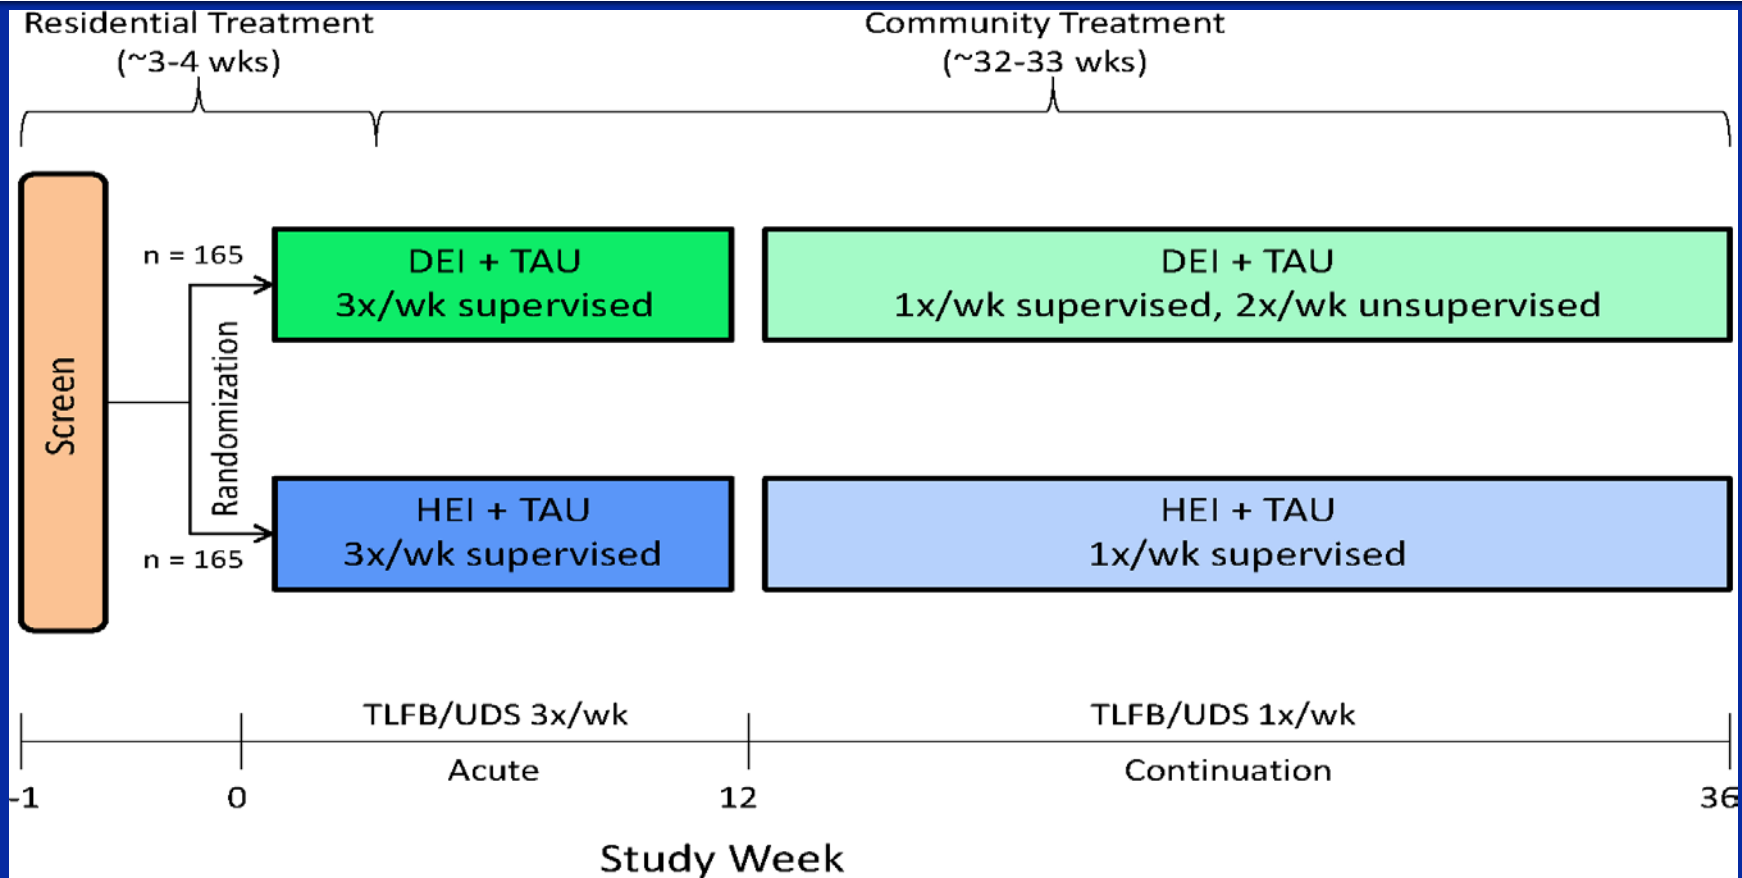 Residential Treatment
(~3-4 wks)
Community Treatment
(~32-33 wks)
Screen
Randomization
n = 165
DEI + TAU
3x/wk supervised
DEI + TAU
1x/wk supervised, 2x/wk unsupervised
n = 165
HEI + TAU
3x/wk supervised
HEI + TAU
1x/wk supervised
TLFB/UDS 3x/wk
TLFB/UDS 1x/wk
Acute
Continuation
-1
0
12
36
Study Week